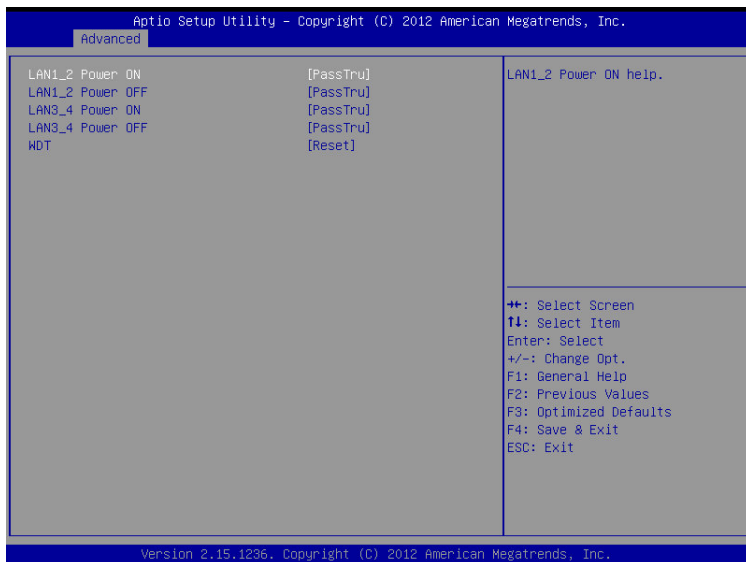 Aptio Setup Utility – Copyright (C) 2012 American Megatrends, Inc.
Advanced
LAN1_2 Power ON [PassTru]
LAN1_2 Power OFF [PassTru]
LAN3_4 Power ON [PassTru]
LAN3_4 Power OFF [PassTru]
WDT [Reset]
LAN1_2 Power ON help.
→←: Select Screen
↑↓: Select Item
Enter: Select
+/-: Change Opt.
F1: General Help
F2: Previous Values
F3: Optimized Defaults
F4: Save & Exit
ESC: Exit
Version 2.15.1236. Copyright (C) 2012 American Megatrends, Inc.